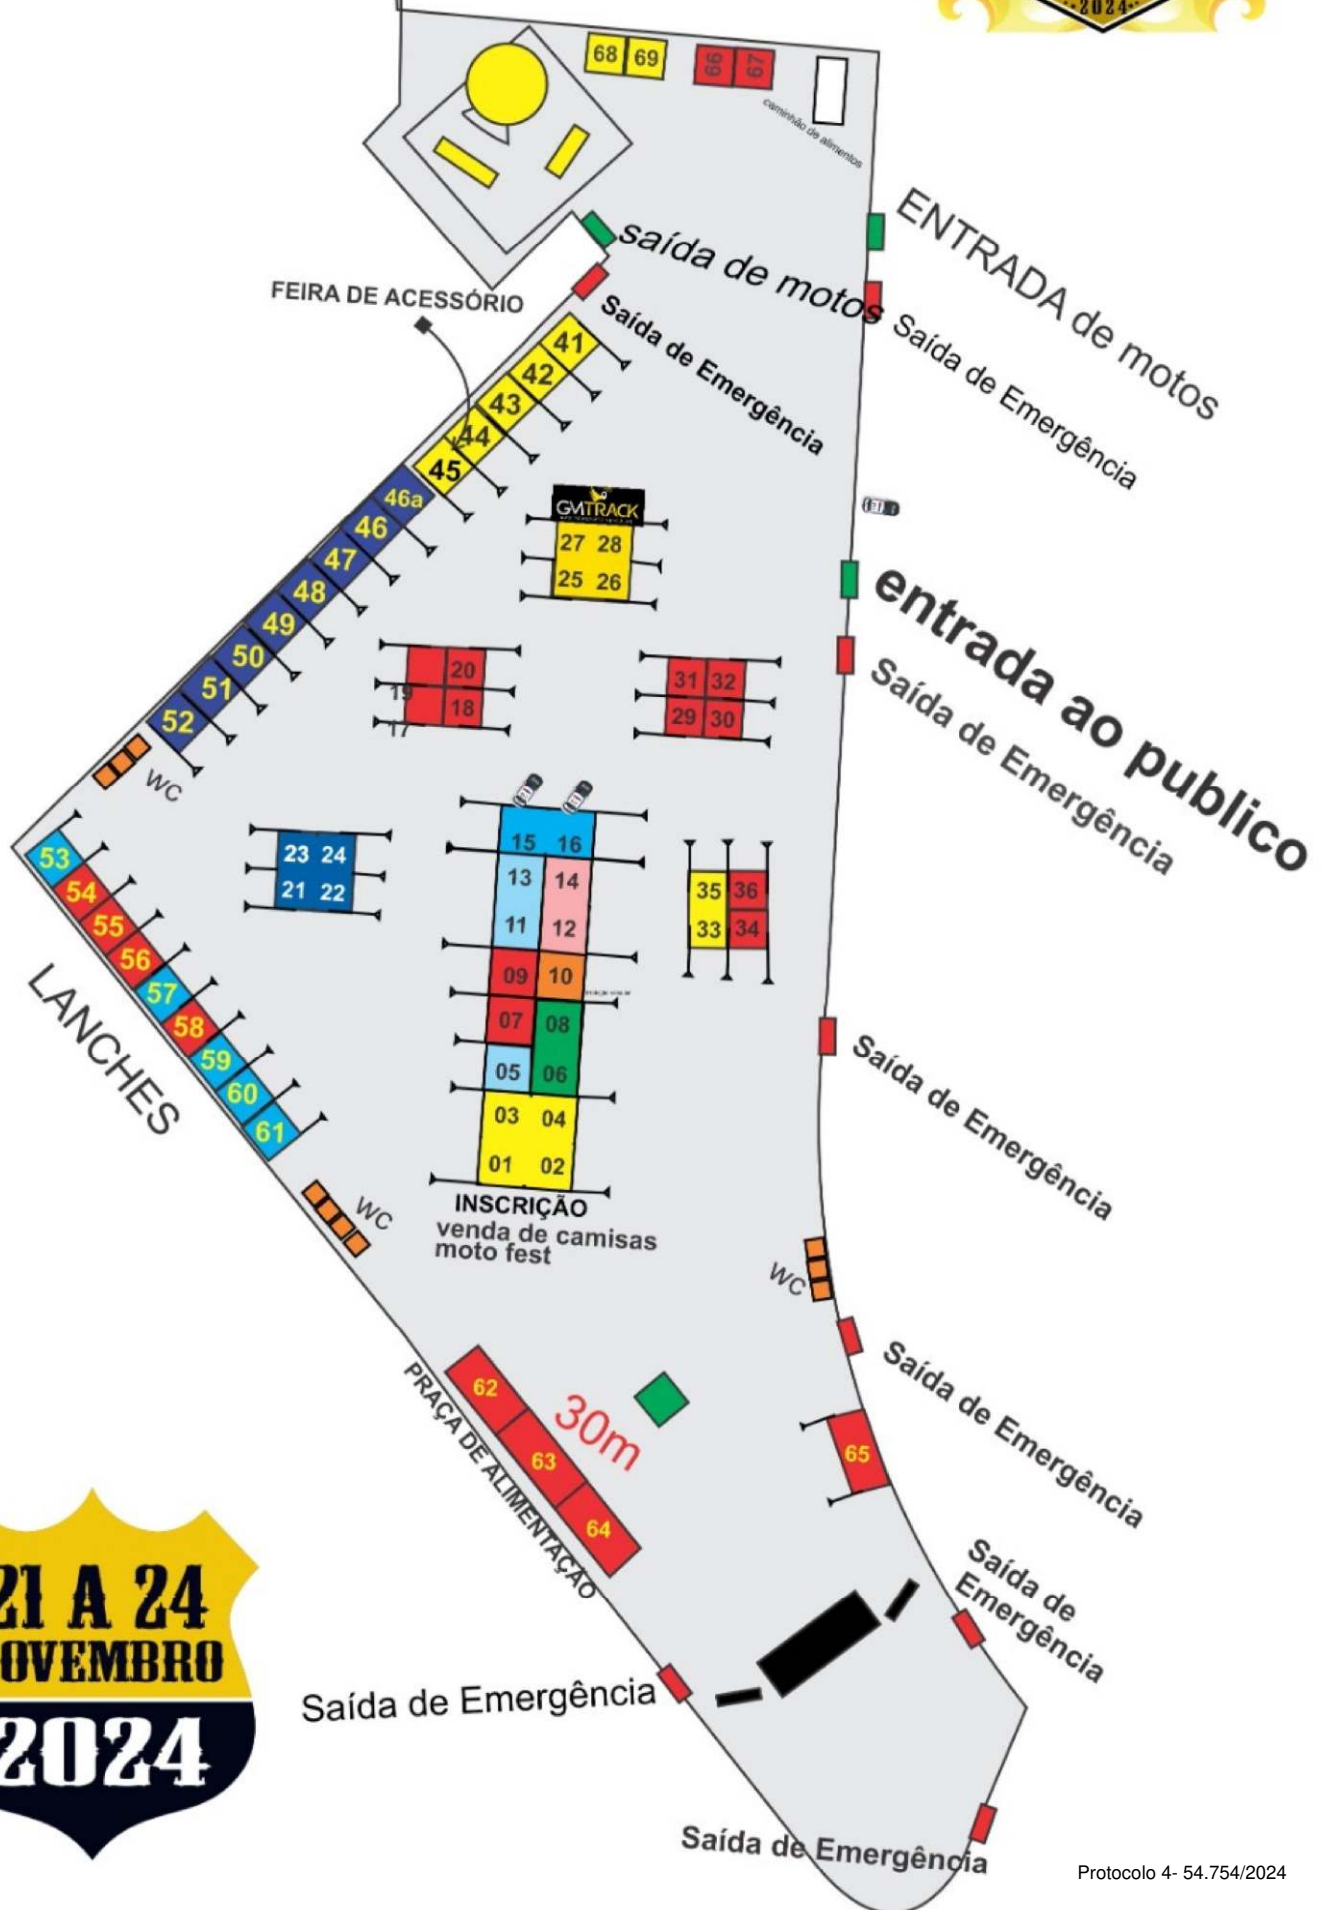 2024
68 69 66 67
caminhão de alimentos
ENTRADA de motos
saída de motos
Saída de Emergência
FEIRA DE ACESSÓRIO
Saída de Emergência
41
42
43
44
45
46a
46
47
48
49
50
51
52
GMTRACK
27 28
25 26
entrada ao publico
Saída de Emergência
20
19
18
17
31 32
29 30
WC
23 24
21 22
15 16
13 14
11 12
09 10
07 08
05 06
03 04
01 02
35 36
33 34
53
54
55
56
57
58
59
60
61
LANCHES
WC
INSCRIÇÃO
venda de camisas
moto fest
Saída de Emergência
WC
Saída de Emergência
62
63
64
30m
PRAÇA DE ALIMENTAÇÃO
65
21 A 24
OVEMBRO
2024
Saída de
Emergência
Saída de Emergência
Saída de Emergência
Protocolo 4- 54.754/2024